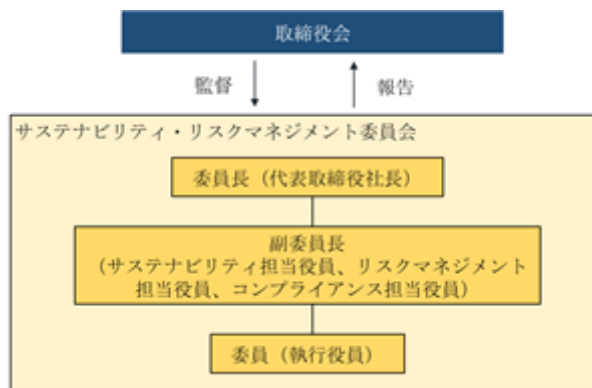 取締役会
監督
報告
サステナビリティ・リスクマネジメント委員会
委員長（代表取締役社長）
副委員長
（サステナビリティ担当役員、リスクマネジメント
担当役員、コンプライアンス担当役員）
委員（執行役員）